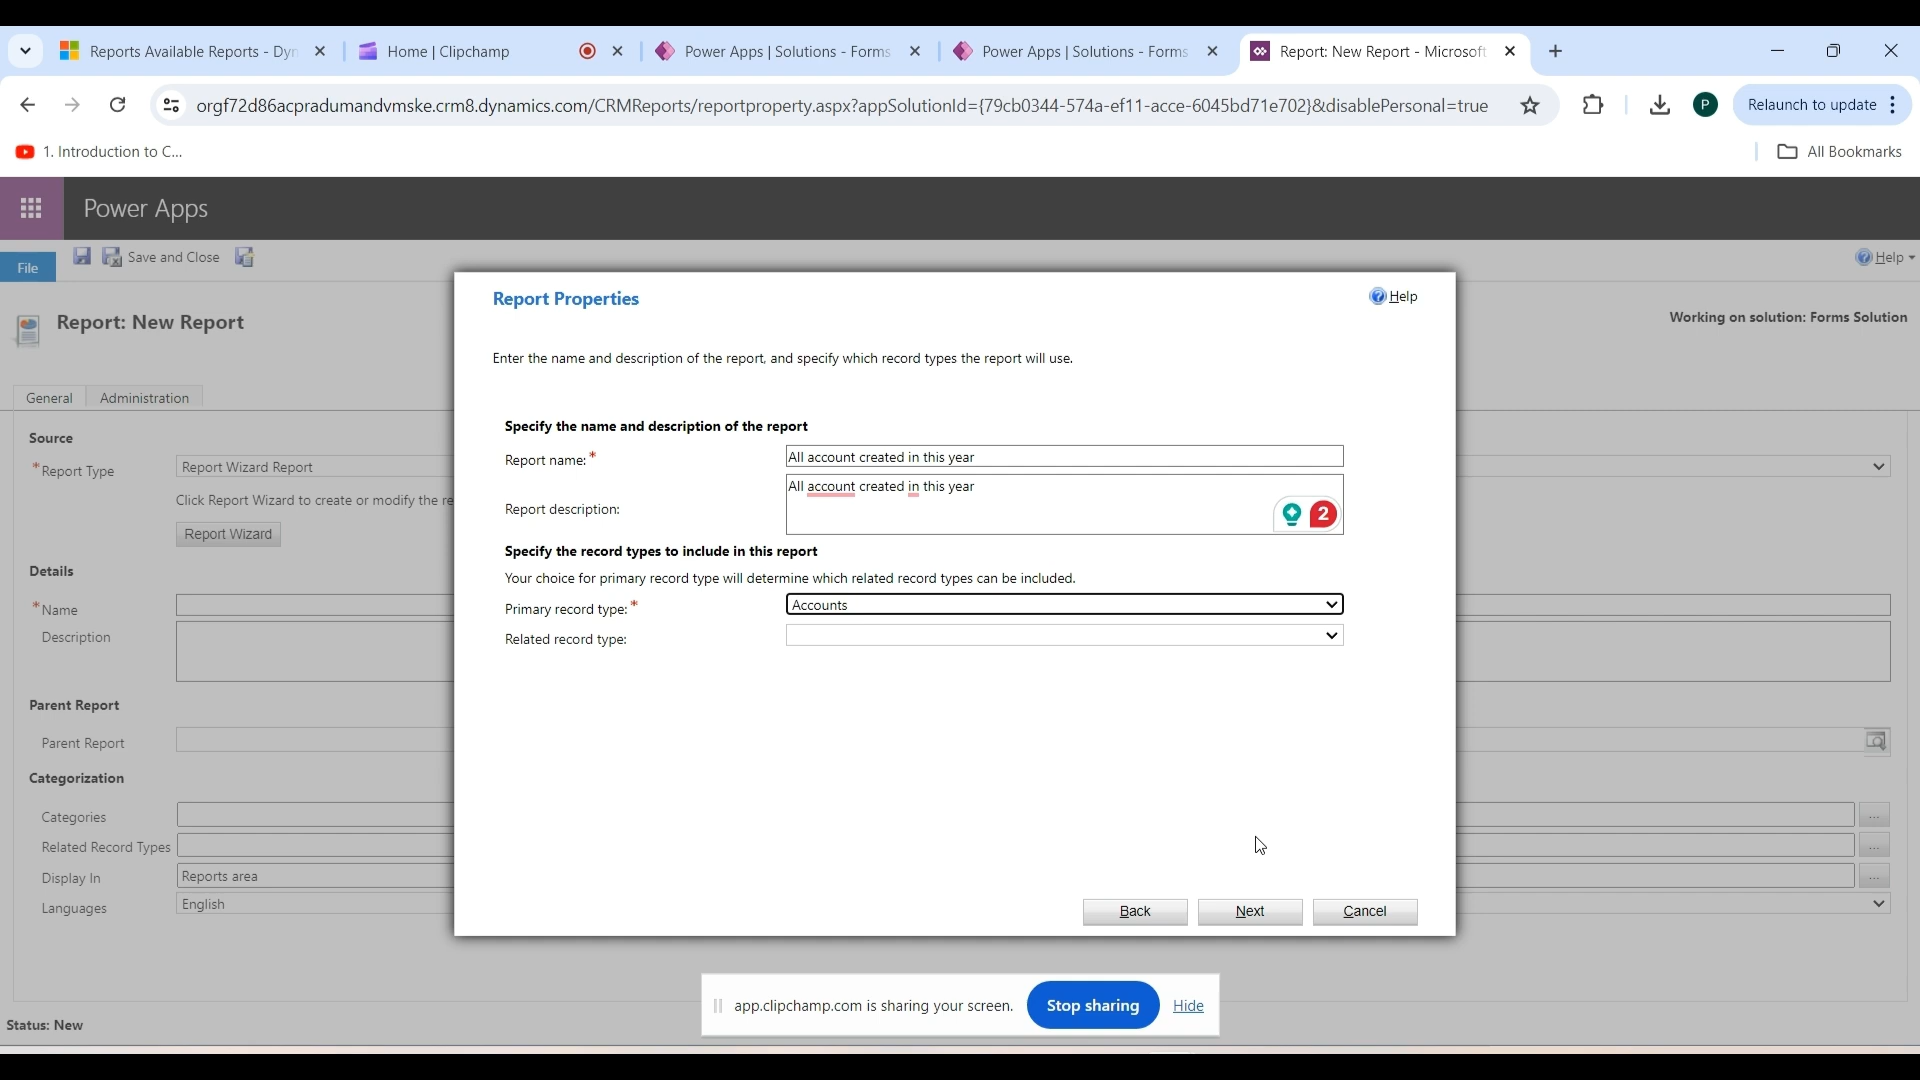 Reports Available Reports - Dyn
Home | Clipchamp
Power Apps | Solutions - Forms
Power Apps | Solutions - Forms
Report: New Report - Microsoft
orgf72d86acpradumandvmske.crm8.dynamics.com/CRMReports/reportproperty.aspx?appSolutionId={79cb0344-574a-ef11-acce-6045bd71e702}&disablePersonal=true
P
Relaunch to update
1. Introduction to C...
All Bookmarks
Power Apps
File
Save and Close
Help
Report: New Report
Working on solution: Forms Solution
General
Administration
Source
*Report Type
Report Wizard Report
Click Report Wizard to create or modify the re
Report Wizard
Details
*Name
Description
Parent Report
Parent Report
Categorization
Categories
...
Related Record Types
...
Display In
Reports area
...
Languages
English
Status: New
Report Properties
Help
Enter the name and description of the report, and specify which record types the report will use.
Specify the name and description of the report
Report name:*
All account created in this year
Report description:
All account created in this year
2
Specify the record types to include in this report
Your choice for primary record type will determine which related record types can be included.
Primary record type:*
Accounts
Related record type:
Back
Next
Cancel
app.clipchamp.com is sharing your screen.
Stop sharing
Hide